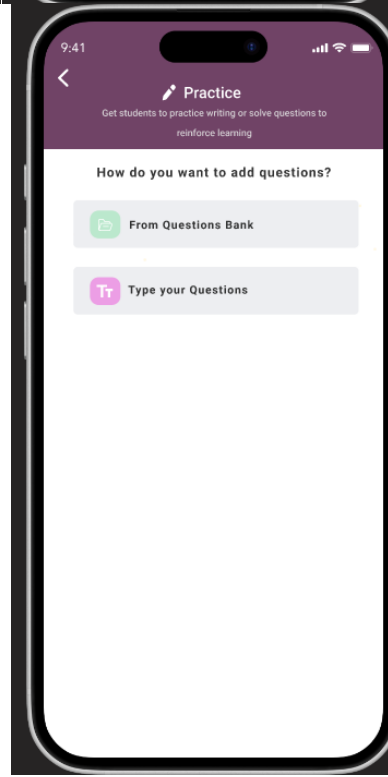 9:41
Practice
Get students to practice writing or solve questions to
reinforce learning
How do you want to add questions?
From Questions Bank
TT Type your Questions